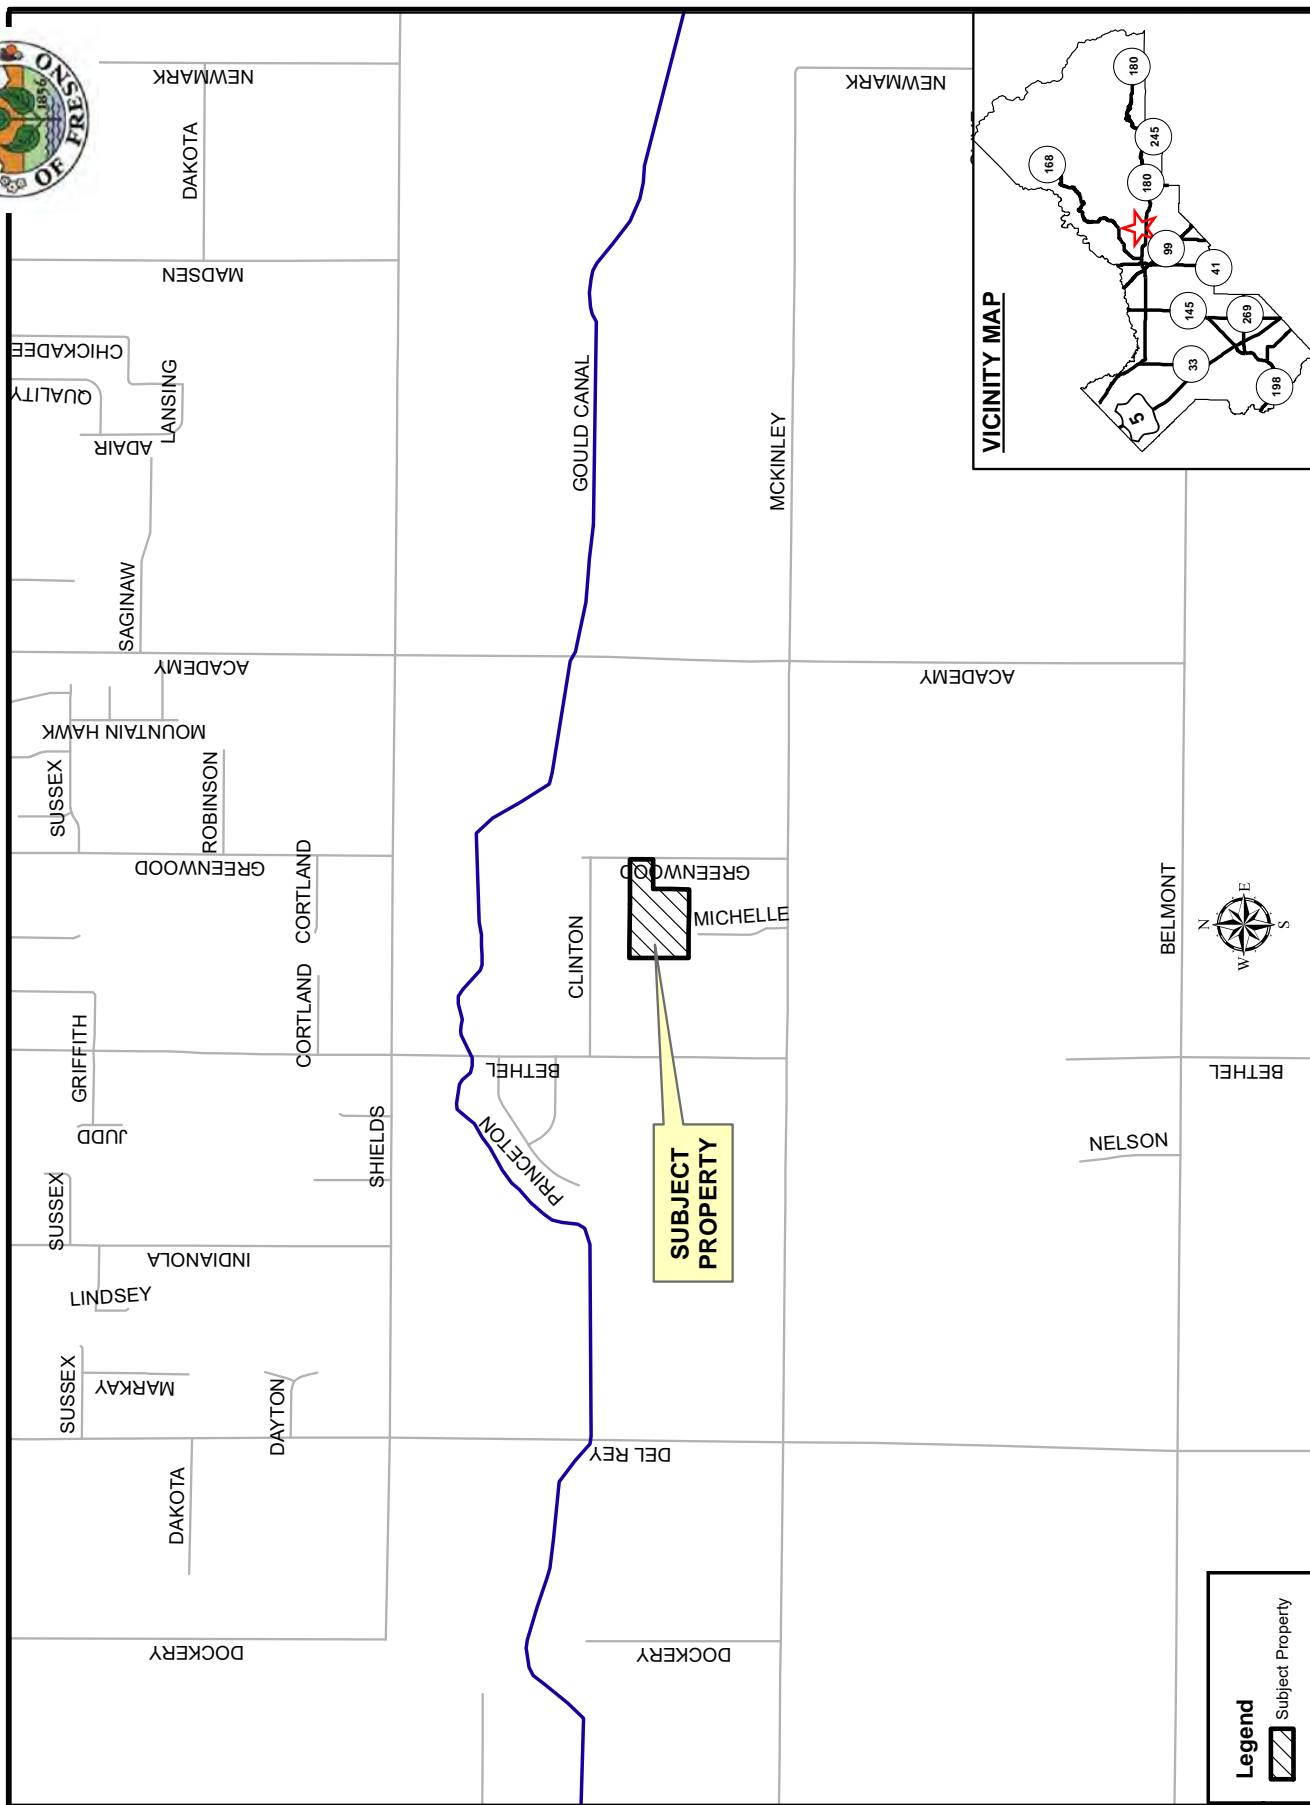 OF FRESNO
1856
SUSSEX
SUSSEX
SUSSEX
QUALITY
CHICKADEE
GRIFFITH
JUDD
LINDSEY
MARKAY
MOUNTAIN HAWK
ADAIR
LANSING
SAGINAW
DAKOTA
DAKOTA
DOCKERY
INDIANOLA
GREENWOOD
ACADEMY
MADSEN
NEWMARK
ROBINSON
DAYTON
CORTLAND
CORTLAND
SHIELDS
PRINCETON
BETHEL
CLINTON
GOULD CANAL
DEL REY
DOCKERY
SUBJECT
PROPERTY
GREENWOOD
MICHELLE
MCKINLEY
NEWMARK
ACADEMY
NELSON
BELMONT
BETHEL
N
W
E
S
VICINITY MAP
5
33
198
145
269
41
99
168
180
245
180
Legend
Subject Property